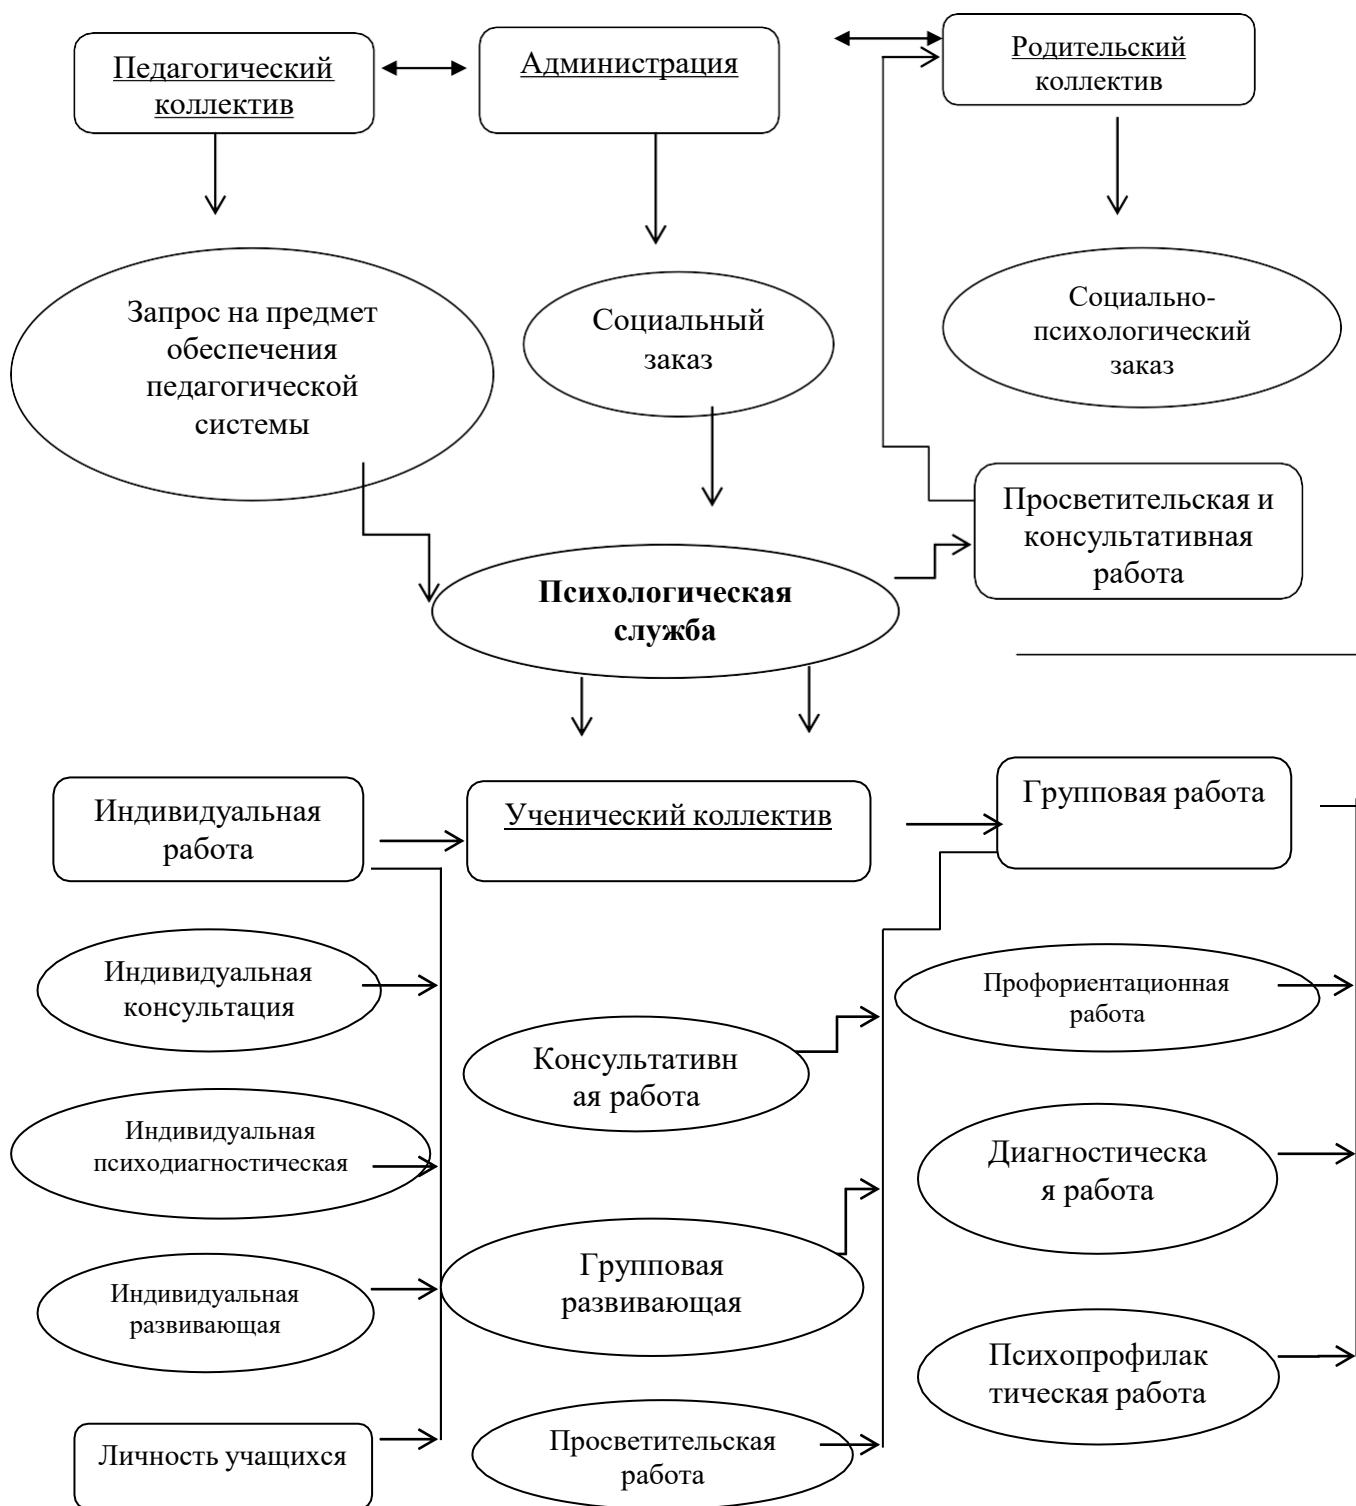 Педагогический
коллектив
Администрация
Родительский
коллектив
Запрос на предмет
обеспечения
педагогической
системы
Социальный
заказ
Социально-
психологический
заказ
Просветительская и
консультативная
работа
Психологическая
служба
Индивидуальная
работа
Ученический коллектив
Групповая работа
Индивидуальная
консультация
Профориентационная
работа
Консультативн
ая работа
Индивидуальная
психодиагностическая
Диагностическа
я работа
Групповая
развивающая
Индивидуальная
развивающая
Психопрофилак
тическая работа
Личность учащихся
Просветительская
работа